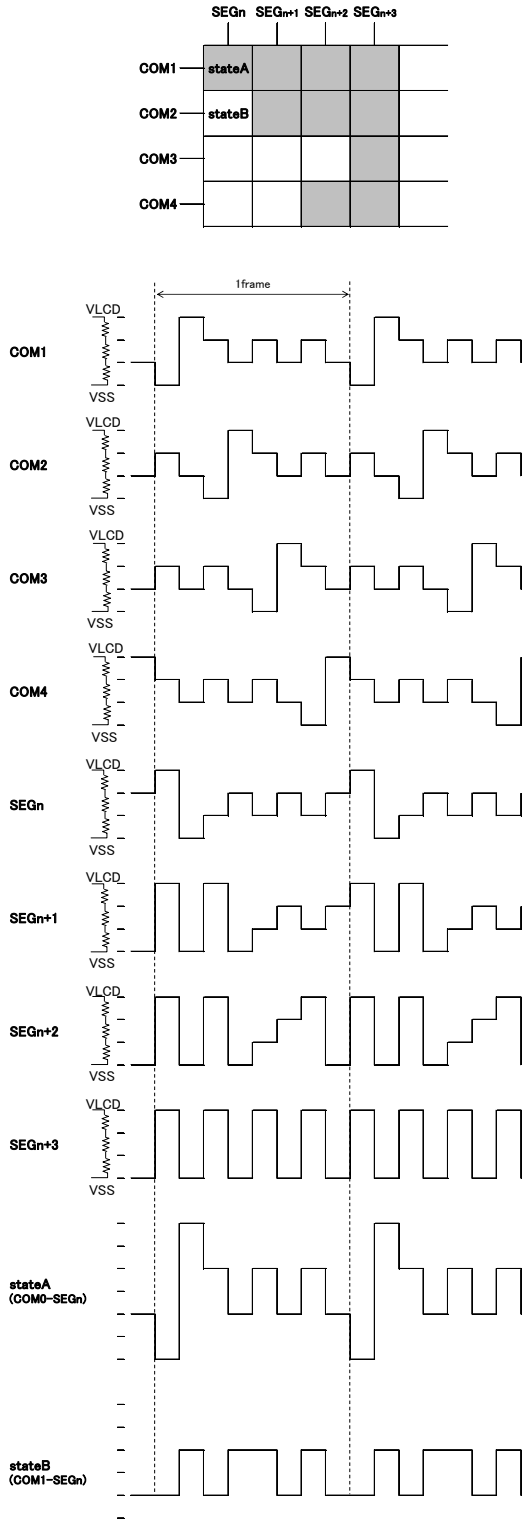 SEGn SEGn+1 SEGn+2 SEGn+3
COM1 stateA
COM2 stateB
COM3
COM4
1frame
VLCD
COM1
VSS
VLCD
COM2
VSS
VLCD
COM3
VSS
VLCD
COM4
VSS
VLCD
SEGn
VSS
VLCD
SEGn+1
VSS
VLCD
SEGn+2
VSS
VLCD
SEGn+3
VSS
stateA
(COM0-SEGn)
stateB
(COM1-SEGn)